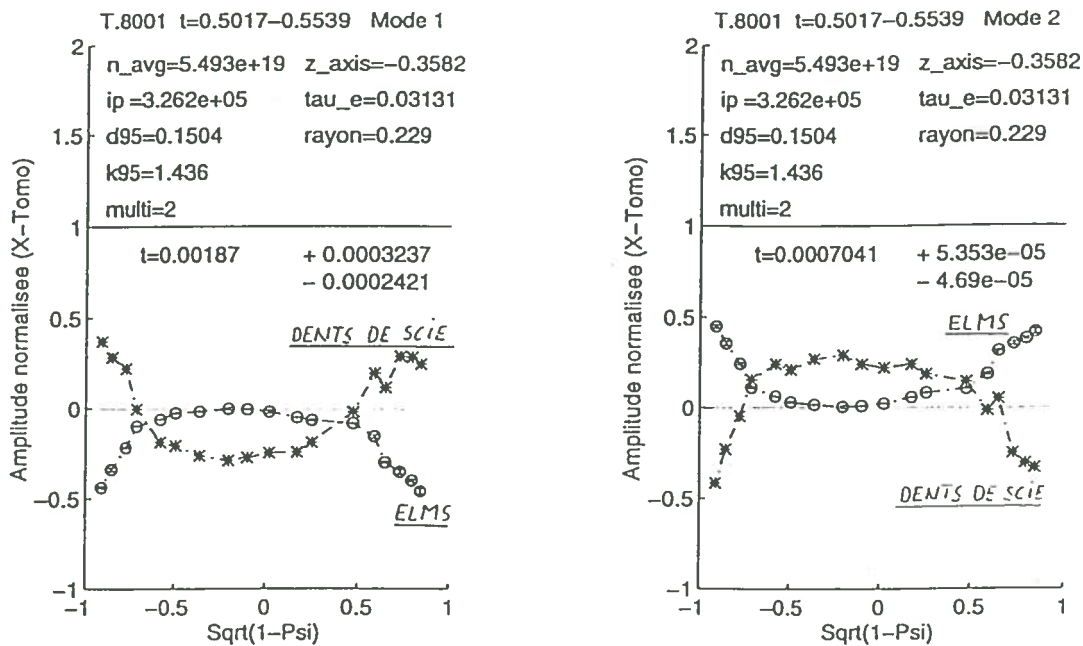 T.8001 t=0.5017-0.5539 Mode 1
2
n_avg=5.493e+19 z_axis=-0.3582
ip =3.262e+05 tau_e=0.03131
1.5
d95=0.1504 rayon=0.229
k95=1.436
multi=2
1
t=0.00187 + 0.0003237
- 0.0002421
0.5
DENTS DE SCIE
0
-0.5
ELMS
-1
-1 -0.5 0 0.5 1
Sqrt(1-Psi)
Amplitude normalisee (X-Tomo)
T.8001 t=0.5017-0.5539 Mode 2
2
n_avg=5.493e+19 z_axis=-0.3582
ip =3.262e+05 tau_e=0.03131
1.5
d95=0.1504 rayon=0.229
k95=1.436
multi=2
1
t=0.0007041 + 5.353e-05
- 4.69e-05
0.5
ELMS
0
-0.5
DENTS DE SCIE
-1
-1 -0.5 0 0.5 1
Sqrt(1-Psi)
Amplitude normalisee (X-Tomo)